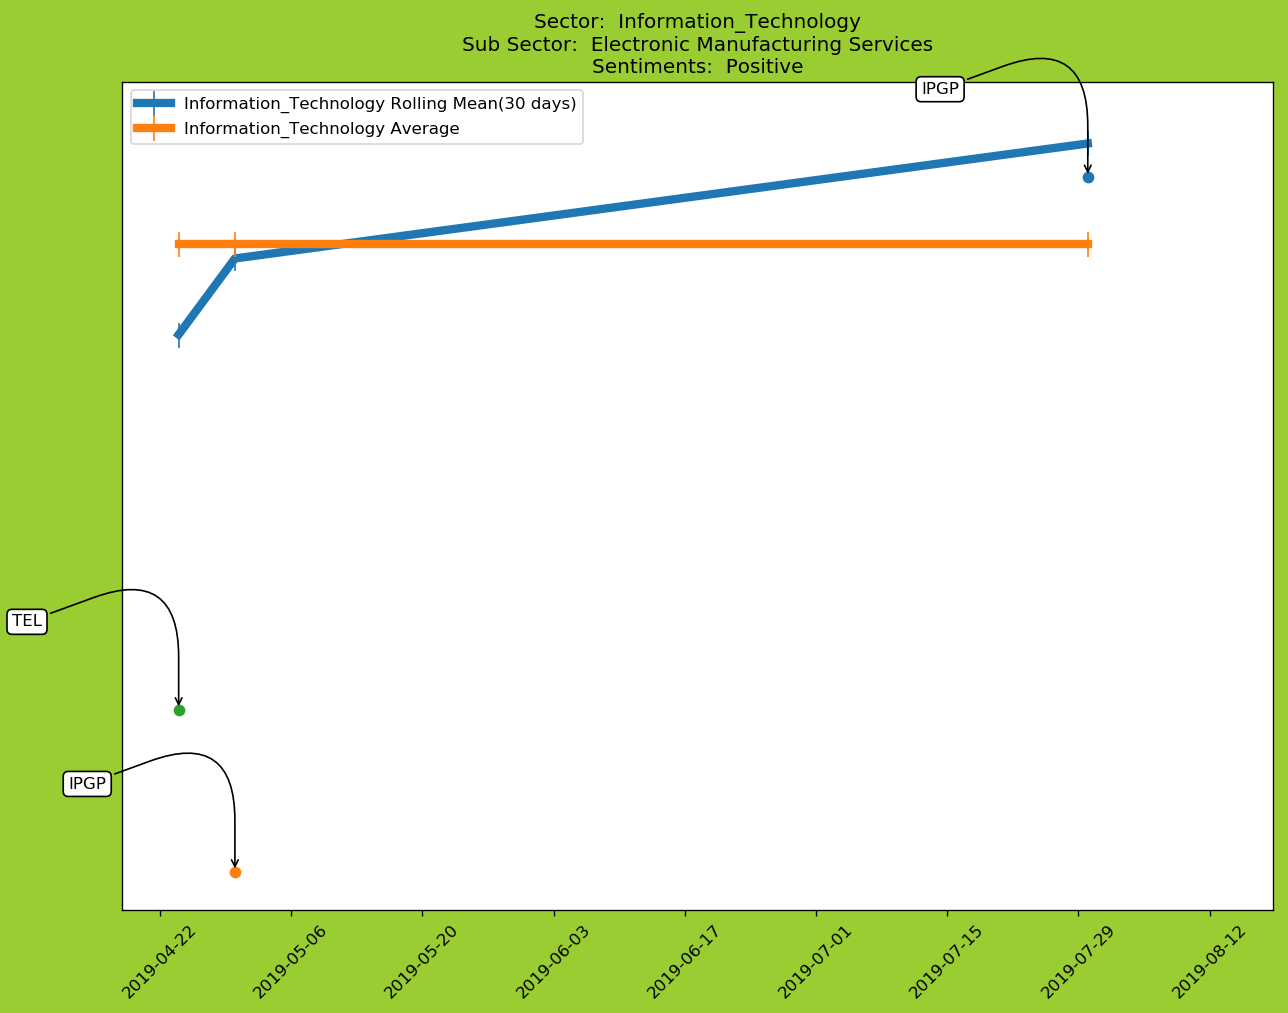 Sector:  Information_Technology
Sub Sector:  Electronic Manufacturing Services
Sentiments:  Positive
IPGP
Information_Technology Rolling Mean(30 days)
Information_Technology Average
TEL
IPGP
2019-04-22
2019-05-06
2019-05-20
2019-06-03
2019-06-17
2019-07-01
2019-07-15
2019-07-29
2019-08-12